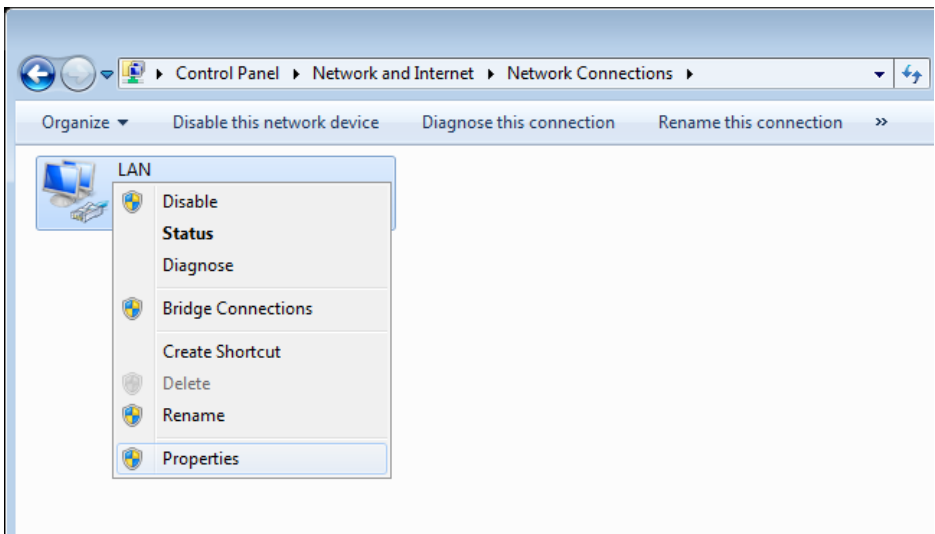 Control Panel Network and Internet Network Connections
Organize Disable this network device Diagnose this connection Rename this connection »
LAN
Disable
Status
Diagnose
Bridge Connections
Create Shortcut
Delete
Rename
Properties